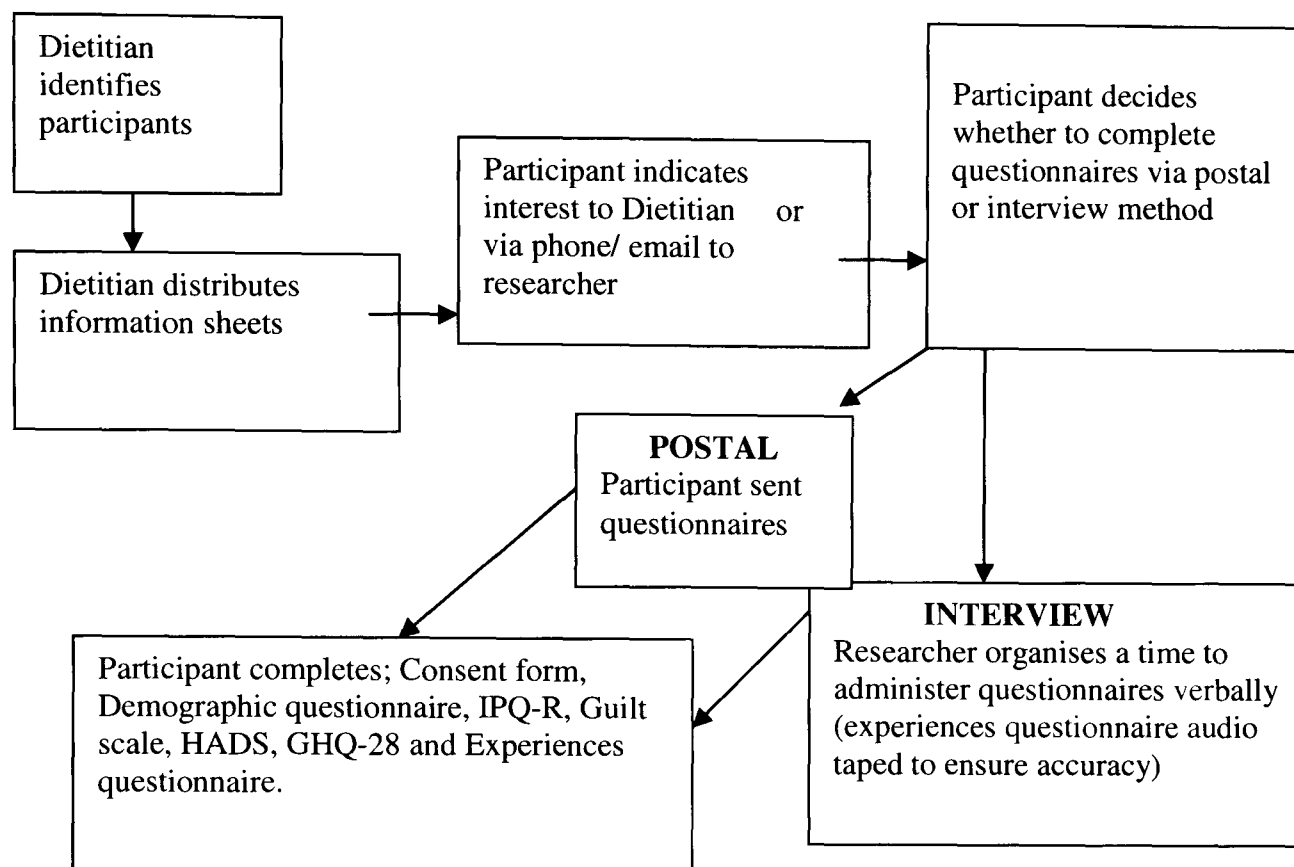 Dietitian
identifies
participants
Dietitian distributes
information sheets
Participant indicates
interest to Dietitian or
via phone/ email to
researcher
Participant decides
whether to complete
questionnaires via postal
or interview method
POSTAL
Participant sent
questionnaires
INTERVIEW
Researcher organises a time to
administer questionnaires verbally
(experiences questionnaire audio
taped to ensure accuracy)
Participant completes; Consent form,
Demographic questionnaire, IPQ-R, Guilt
scale, HADS, GHQ-28 and Experiences
questionnaire.